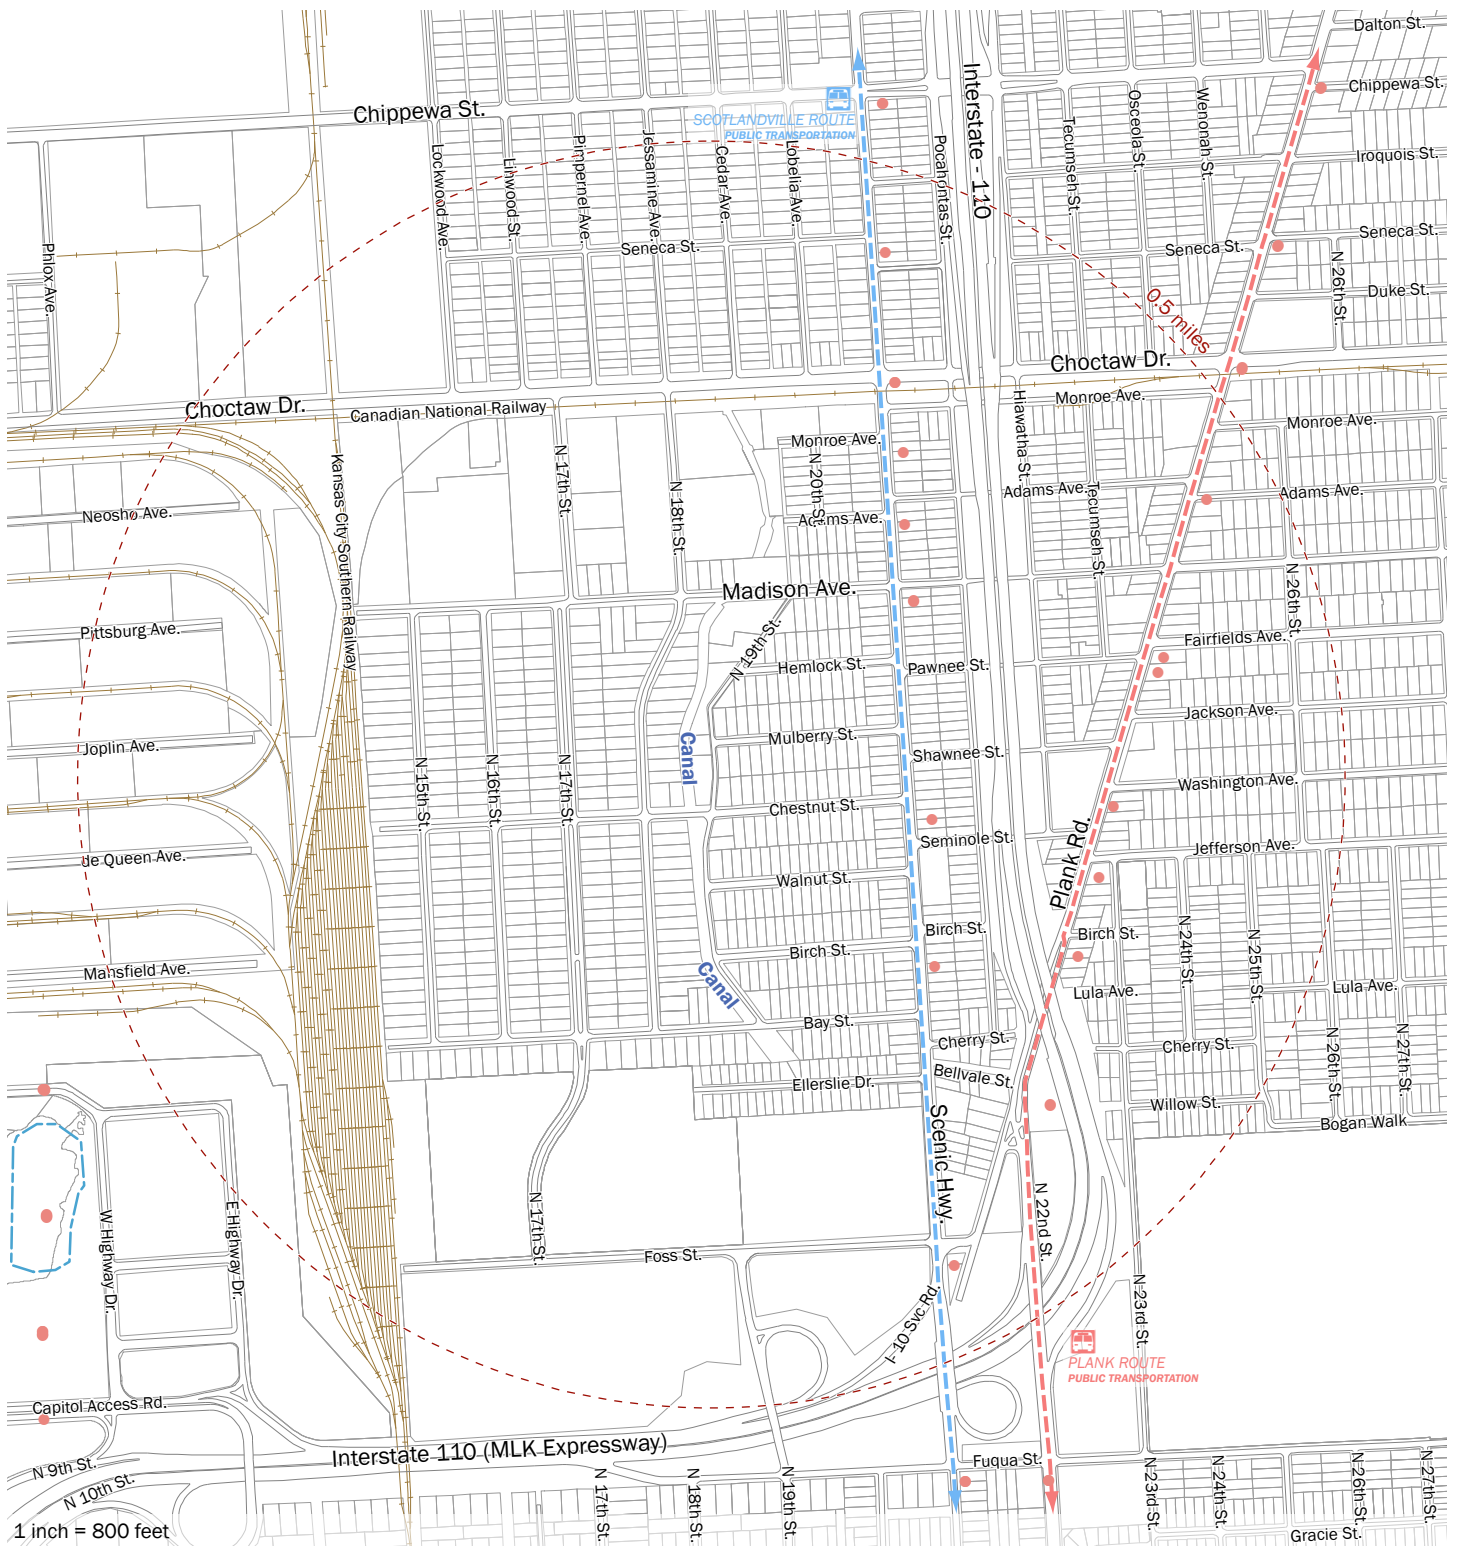 Dalton St.
Chippewa St.
Chippewa St.
SCOTLANDVILLE ROUTE
PUBLIC TRANSPORTATION
Interstate - 110
Osceola St.
Wenonah St.
Tecumseh St.
Iroquois St.
Lockwood Ave.
Linwood St.
Pimpernel Ave.
Jessamine Ave.
Cedar Ave.
Lobelia Ave.
Pocahontas St.
Phlox Ave.
Seneca St.
Seneca St.
Seneca St.
N 26th St.
Duke St.
0.5 miles
Choctaw Dr.
Choctaw Dr.
Canadian National Railway
Monroe Ave.
Hiawatha St.
Monroe Ave.
Monroe Ave.
Kansas City Southern Railway
N 17th St.
N 18th St.
N 20th St.
Adams Ave.
Adams Ave.
Adams Ave.
Tecumseh St.
Neosho Ave.
Madison Ave.
N 26th St.
Pittsburg Ave.
N 19th St.
Fairfields Ave.
Hemlock St.
Pawnee St.
Jackson Ave.
Joplin Ave.
Canal
Mulberry St.
Shawnee St.
N 15th St.
N 16th St.
N 17th St.
Washington Ave.
Chestnut St.
Seminole St.
Plank Rd.
Jefferson Ave.
de Queen Ave.
Walnut St.
Birch St.
Birch St.
Birch St.
N 24th St.
N 25th St.
Mansfield Ave.
Canal
Lula Ave.
Lula Ave.
Bay St.
Cherry St.
Cherry St.
N 26th St.
N 27th St.
Ellerslie Dr.
Bellvale St.
Willow St.
Bogan Walk
Scenic Hwy.
W Highway Dr.
E Highway Dr.
N 17th St.
N 22nd St.
Foss St.
I-10 Svc Rd.
N 23rd St.
PLANK ROUTE
PUBLIC TRANSPORTATION
Capitol Access Rd.
Interstate 110 (MLK Expressway)
Fuqua St.
N 9th St.
N 10th St.
N 17th St.
N 18th St.
N 19th St.
N 23rd St.
N 24th St.
N 26th St.
N 27th St.
1 inch = 800 feet
Gracie St.